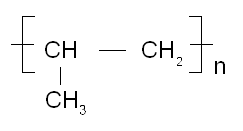 CH — CH₂
n
CH₃